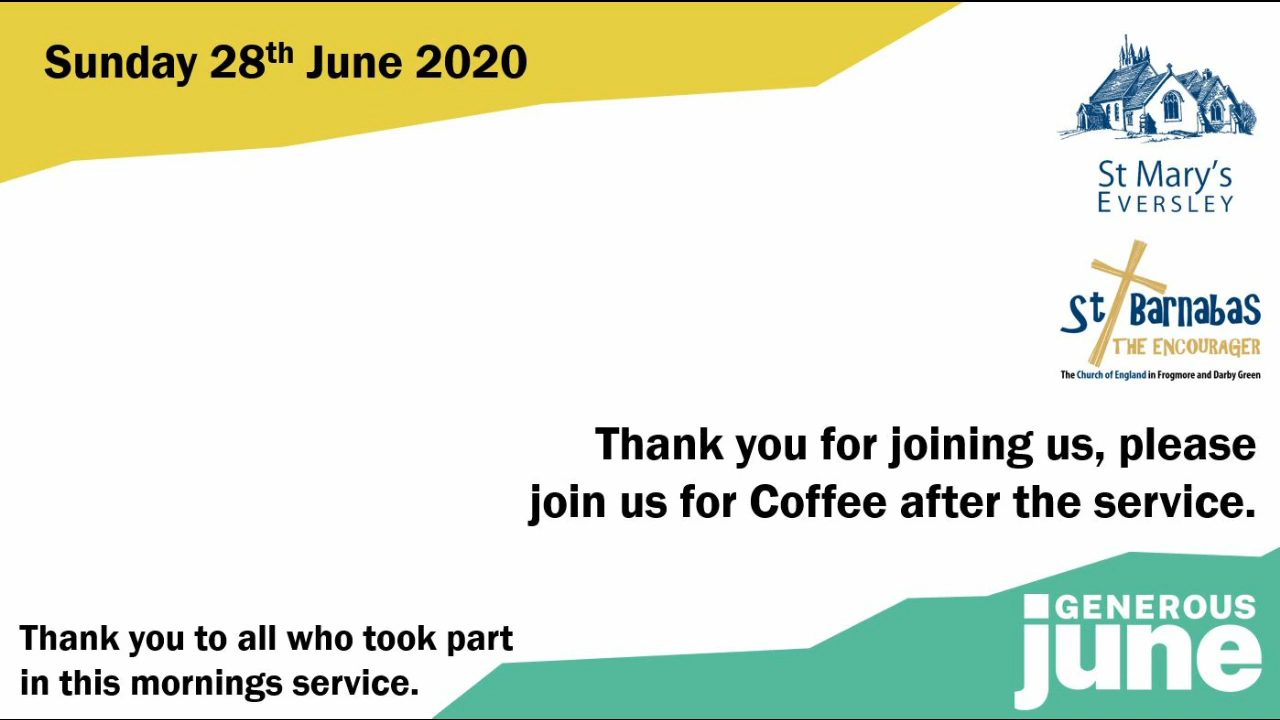 Sunday 28th June 2020
St Mary's
EVERSLEY
St Barnabas
THE ENCOURAGER
The Church of England in Frogmore and Darby Green
Thank you for joining us, please
join us for Coffee after the service.
Thank you to all who took part
in this mornings service.
GENEROUS
june